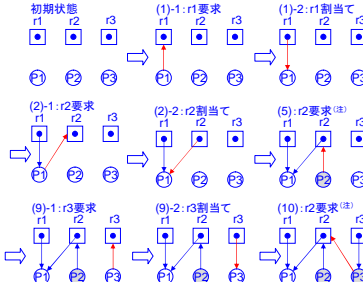 初期状態 (1)-1：r1要求 (1)-2：r1割当て
r1 r2 r3 r1 r2 r3 r1 r2 r3
P1 P2 P3 P1 P2 P3 P1 P2 P3
(2)-1：r2要求 (2)-2：r2割当て (5)：r2要求(注)
r1 r2 r3 r1 r2 r3 r1 r2 r3
P1 P2 P3 P1 P2 P3 P1 P2 P3
(9)-1：r3要求 (9)-2：r3割当て (10)：r2要求(注)
r1 r2 r3 r1 r2 r3 r1 r2 r3
P1 P2 P3 P1 P2 P3 P1 P2 P3